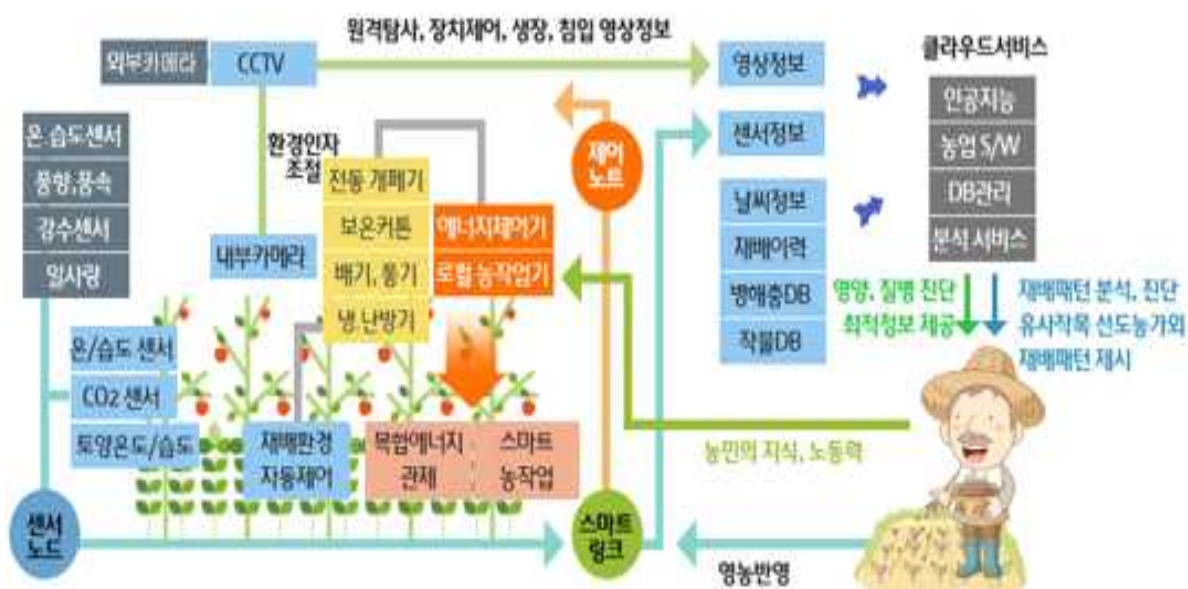 원격탐사, 장치제어, 생장, 침입 영상정보
외부카메라
CCTV
영상정보
클라우드서비스
인공지능
농업 S/W
DB관리
분석 서비스
온.습도센서
풍향,풍속
강수센서
일사량
환경인자
조절
전동 개폐기
보온커튼
배기, 통기
냉 난방기
제어
노트
센서정보
날씨정보
재배이력
병해충DB
작물DB
내부카메라
에너지제어기
로컬 농작업기
영양, 질병 진단
최적정보 제공
재배패턴 분석, 진단
유사작목 선도농가외
재배패턴 제시
온/습도 센서
CO2 센서
토양온도/습도
재배환경
자동제어
복합에너지
관제
스마트
농작업
농민의 지식, 노동력
센서
노드
스마트
링크
영농반영